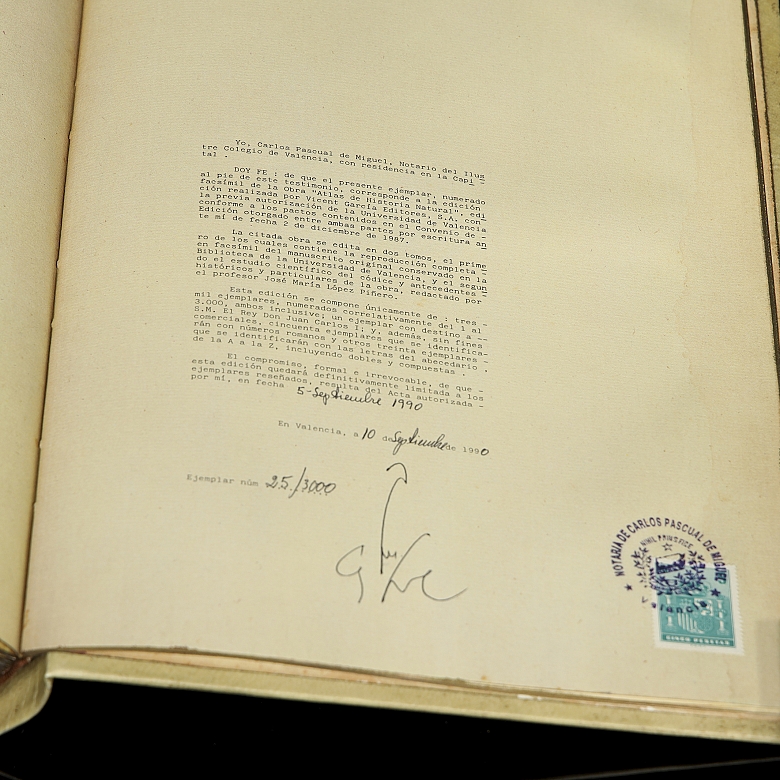 Yo, Carlos Pascual de Miguel, Notario del Ilus
tre Colegio de Valencia, con residencia en la Capi -
tal .
DOY FE : de que el presente ejemplar, numerado
al pie de este testimonio, corresponde a la edición
facsímil de la Obra "Atlas de Historia Natural", edi
ción realizada por Vicent García Editores, S.A. con
la previa autorización de la Universidad de Valencia
conforme a los pactos contenidos en el Convenio de -
Edición otorgado entre ambas partes por escritura an
te mí de fecha 2 de diciembre de 1987.
La citada obra se edita en dos tomos, el prime
ro de los cuales contiene la reproducción completa -
en facsímil del manuscrito original conservado en la
Biblioteca de la Universidad de Valencia, y el segun
do el estudio científico del códice y antecedentes -
históricos y particulares de la obra, redactado por
el profesor José María López Piñero.
Esta edición se compone únicamente de : tres -
mil ejemplares, numerados correlativamente del 1 al
3.000, ambos inclusive; un ejemplar con destino a --
S.M. El Rey Don Juan Carlos I; y, además, sin fines
comerciales, cincuenta ejemplares que se identifica-
rán con números romanos y otros treinta ejemplares -
que se identificarán con las letras del abecedario .
de la A a la Z, incluyendo dobles y compuestas .
El compromiso, formal e irrevocable, de que -
esta edición quedará definitivamente limitada a los
ejemplares reseñados, resulta del Acta autorizada -
por mí, en fecha 5-Septiembre 1990
En Valencia, a 10 de Septiembre de 1990
Ejemplar núm 25/3000
NOTARIA DE CARLOS PASCUAL DE MIGUEL
NIHIL PRIUS FIDE
CINCO PESETAS